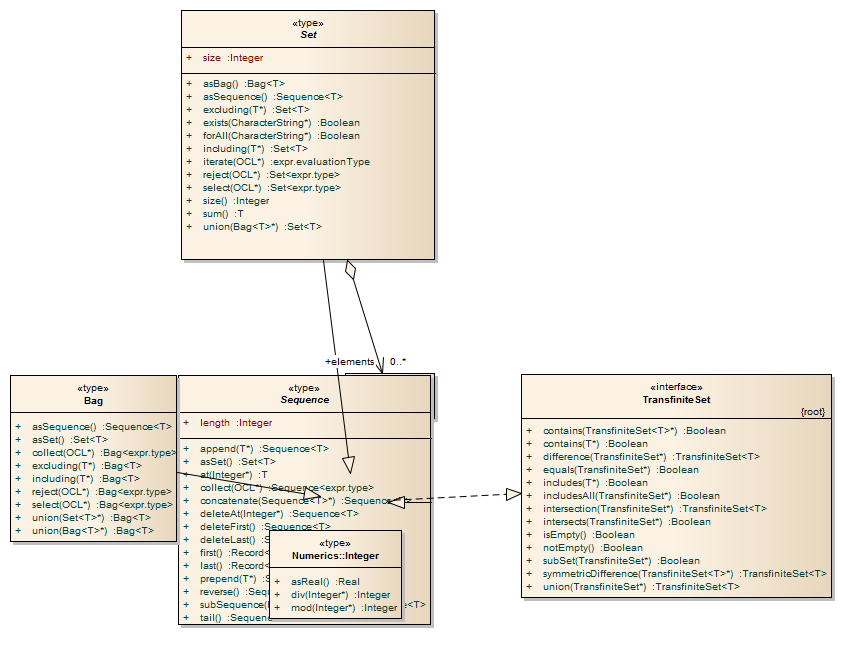 «type»
Set
+ size :Integer
+ asBag() :Bag<T>
+ asSequence() :Sequence<T>
+ excluding(T*) :Set<T>
+ exists(CharacterString*) :Boolean
+ forAll(CharacterString*) :Boolean
+ including(T*) :Set<T>
+ iterate(OCL*) :expr.evaluationType
+ reject(OCL*) :Set<expr.type>
+ select(OCL*) :Set<expr.type>
+ size() :Integer
+ sum() :T
+ union(Bag<T>*) :Set<T>
+elements 0..*
«type»
Bag
+ asSequence() :Sequence<T>
+ asSet() :Set<T>
+ collect(OCL*) :Bag<expr.type>
+ excluding(T*) :Bag<T>
+ including(T*) :Bag<T>
+ reject(OCL*) :Bag<expr.type>
+ select(OCL*) :Bag<expr.type>
+ union(Set<T>*) :Bag<T>
+ union(Bag<T>*) :Bag<T>
«type»
Sequence
+ length :Integer
+ append(T*) :Sequence<T>
+ asSet() :Set<T>
+ at(Integer*) :T
+ collect(OCL*) :Sequence<expr.type>
+ concatenate(Sequence<T>*) :Sequence
+ deleteAt(Integer*) :Sequence<T>
+ deleteFirst() :Sequence<T>
+ deleteLast() :S
+ first() :Record<
+ last() :Record<
+ prepend(T*) :S
+ reverse() :Sequ
+ subSequence( e<T>
+ tail() :Sequenc
«type»
Numerics::Integer
+ asReal() :Real
+ div(Integer*) :Integer
+ mod(Integer*) :Integer
«interface»
TransfiniteSet
{root}
+ contains(TransfiniteSet<T>*) :Boolean
+ contains(T*) :Boolean
+ difference(TransfiniteSet*) :TransfiniteSet<T>
+ equals(TransfiniteSet*) :Boolean
+ includes(T*) :Boolean
+ includesAll(TransfiniteSet*) :Boolean
+ intersection(TransfiniteSet*) :TransfiniteSet<T>
+ intersects(TransfiniteSet*) :Boolean
+ isEmpty() :Boolean
+ notEmpty() :Boolean
+ subSet(TransfiniteSet*) :Boolean
+ symmetricDifference(TransfiniteSet<T>*) :TransfiniteSet<T>
+ union(TransfiniteSet*) :TransfiniteSet<T>